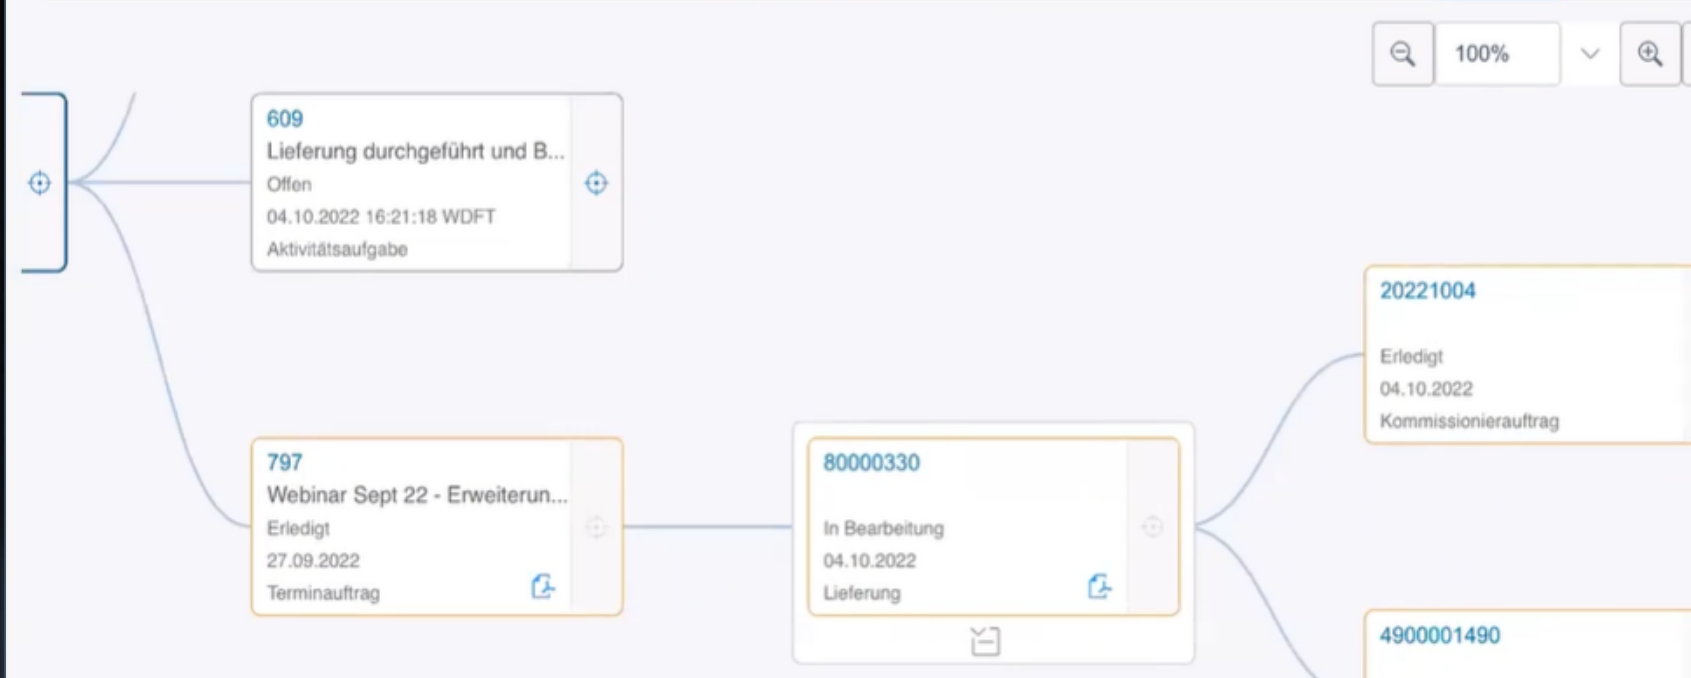 100%
609
Lieferung durchgeführt und B...
Offen
04.10.2022 16:21:18 WDFT
Aktivitätsaufgabe
20221004
Erledigt
04.10.2022
Kommissionierauftrag
797
Webinar Sept 22 - Erweiterun...
Erledigt
27.09.2022
Terminauftrag
80000330
In Bearbeitung
04.10.2022
Lieferung
4900001490